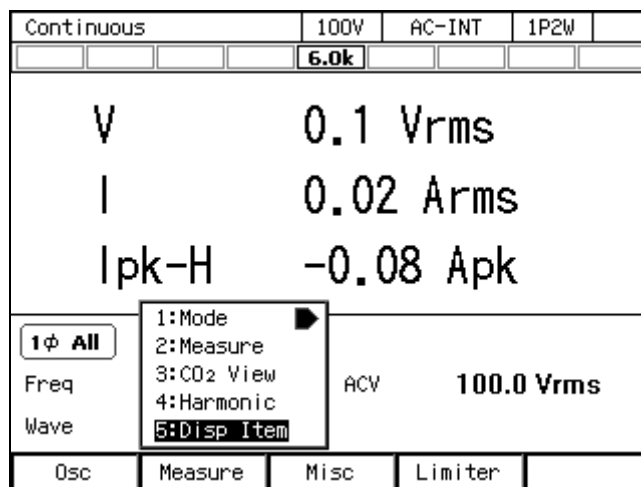 Continuous 100V AC-INT 1P2W
6.0k
V 0.1 Vrms
I 0.02 Arms
Ipk-H -0.08 Apk
1ϕ All
Freq
Wave
1:Mode
2:Measure
3:CO₂ View
4:Harmonic
5:Disp Item
ACV 100.0 Vrms
Osc Measure Misc Limiter